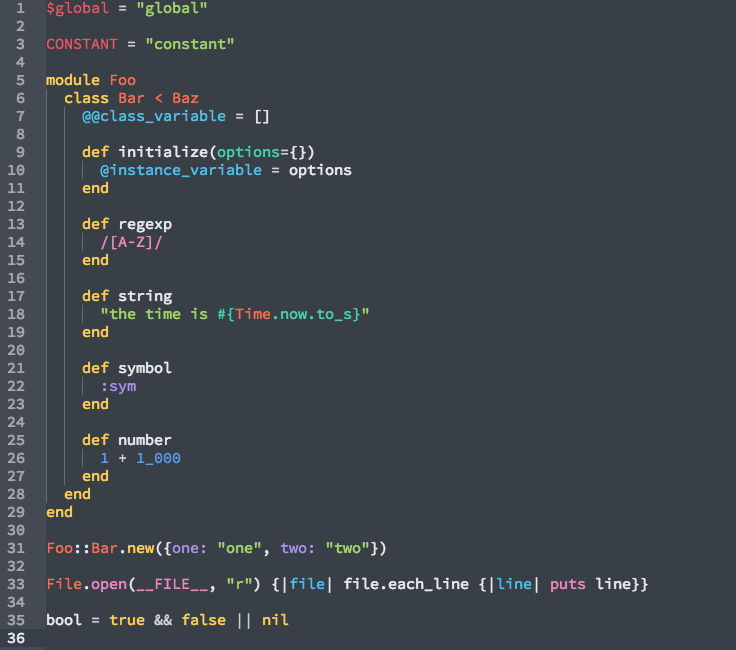 1 $global = "global"
2
3 CONSTANT = "constant"
4
5 module Foo
6   class Bar < Baz
7     @@class_variable = []
8
9     def initialize(options={})
10       @instance_variable = options
11     end
12
13     def regexp
14       /[A-Z]/
15     end
16
17     def string
18       "the time is #{Time.now.to_s}"
19     end
20
21     def symbol
22       :sym
23     end
24
25     def number
26       1 + 1_000
27     end
28   end
29 end
30
31 Foo::Bar.new({one: "one", two: "two"})
32
33 File.open(__FILE__, "r") {|file| file.each_line {|line| puts line}}
34
35 bool = true && false || nil
36